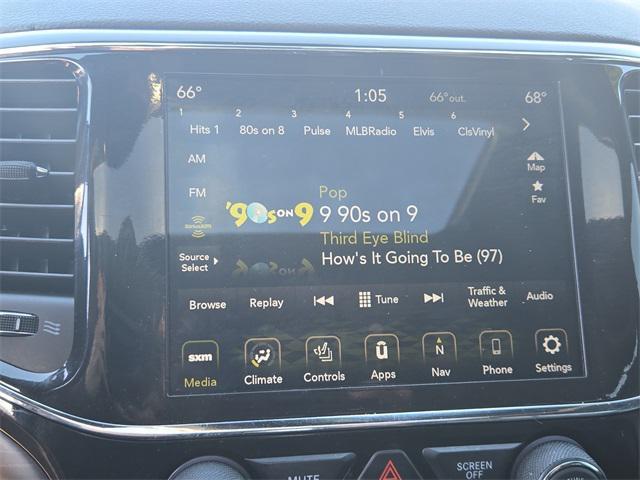 66° 1:05 66° out. 68°
1 2 3 4 5 6
Hits 1 80s on 8 Pulse MLBRadio Elvis ClsVinyl
AM
Map
FM
Fav
SiriusXM
'90s ON 9
Pop
9 90s on 9
Third Eye Blind
How's It Going To Be (97)
Source
Select
Browse Replay Tune Traffic & Weather Audio
sxm ü N
Media Climate Controls Apps Nav Phone Settings
MUTE SCREEN
OFF